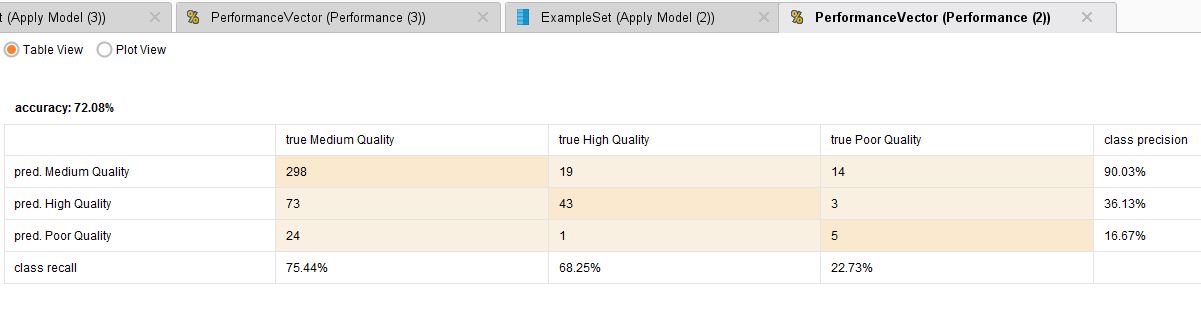 t (Apply Model (3)) PerformanceVector (Performance (3)) ExampleSet (Apply Model (2)) PerformanceVector (Performance (2))
Table View Plot View
accuracy: 72.08%
true Medium Quality true High Quality true Poor Quality class precision
pred. Medium Quality 298 19 14 90.03%
pred. High Quality 73 43 3 36.13%
pred. Poor Quality 24 1 5 16.67%
class recall 75.44% 68.25% 22.73%